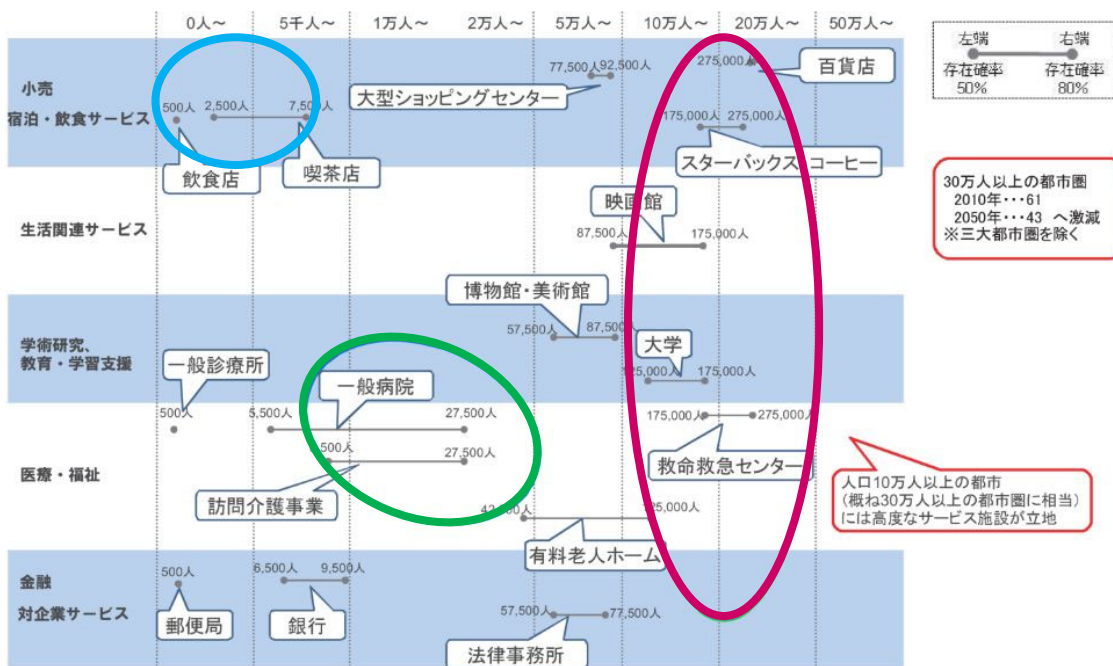 0人~ 5千人~ 1万人~ 2万人~ 5万人~ 10万人~ 20万人~ 50万人~
左端 右端
存在確率 存在確率
50% 80%
小売
宿泊・飲食サービス
500人 2,500人 7,500人
飲食店
喫茶店
77,500人 92,500人
大型ショッピングセンター
275,000人
百貨店
175,000人 275,000人
スターバックス コーヒー
30万人以上の都市圏
2010年・・・61
2050年・・・43 へ激減
※三大都市圏を除く
生活関連サービス
映画館
87,500人 175,000人
学術研究、
教育・学習支援
博物館・美術館
57,500人 87,500人
大学
175,000人
医療・福祉
一般診療所
500人
一般病院
5,500人 27,500人
27,500人
訪問介護事業
175,000人 275,000人
救命救急センター
有料老人ホーム
人口10万人以上の都市
(概ね30万人以上の都市圏に相当)
には高度なサービス施設が立地
金融
対企業サービス
500人
郵便局
6,500人 9,500人
銀行
57,500人 77,500人
法律事務所